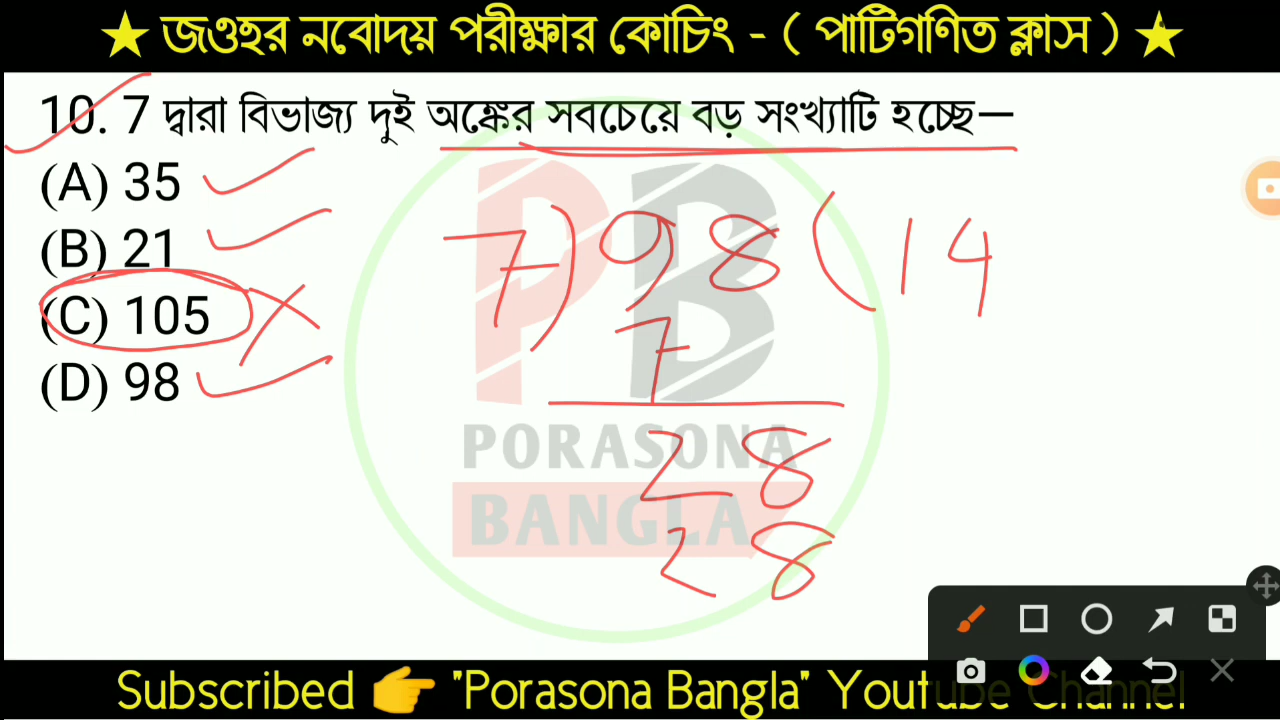 ★ জওহর নবোদয় পরীক্ষার কোচিং - ( পাটিগণিত ক্লাস ) ★
10. 7 দ্বারা বিভাজ্য দুই অঙ্কের সবচেয়ে বড় সংখ্যাটি হচ্ছে—
(A) 35
(B) 21
(C) 105
(D) 98
7) 98 ( 14
7
28
28
PORASONA
BANGLA
Subscribed 👉 "Porasona Bangla" Youtube Channel